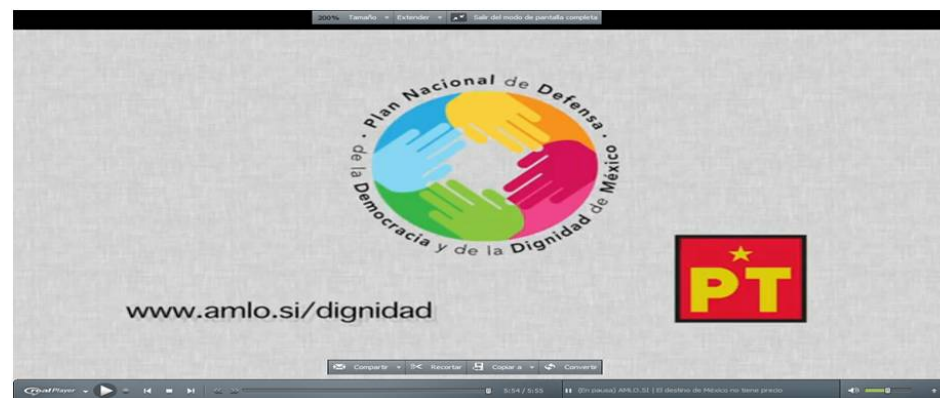 200% Tamaño Extender Salir del modo de pantalla completa
· Plan Nacional de Defensa ·
de la Democracia y de la Dignidad de México
PT
www.amlo.si/dignidad
Compartir Recortar Copiar a Convertir
realPlayer 5:54 / 5:55 (En pausa) AMLO.SI | El destino de México no tiene precio